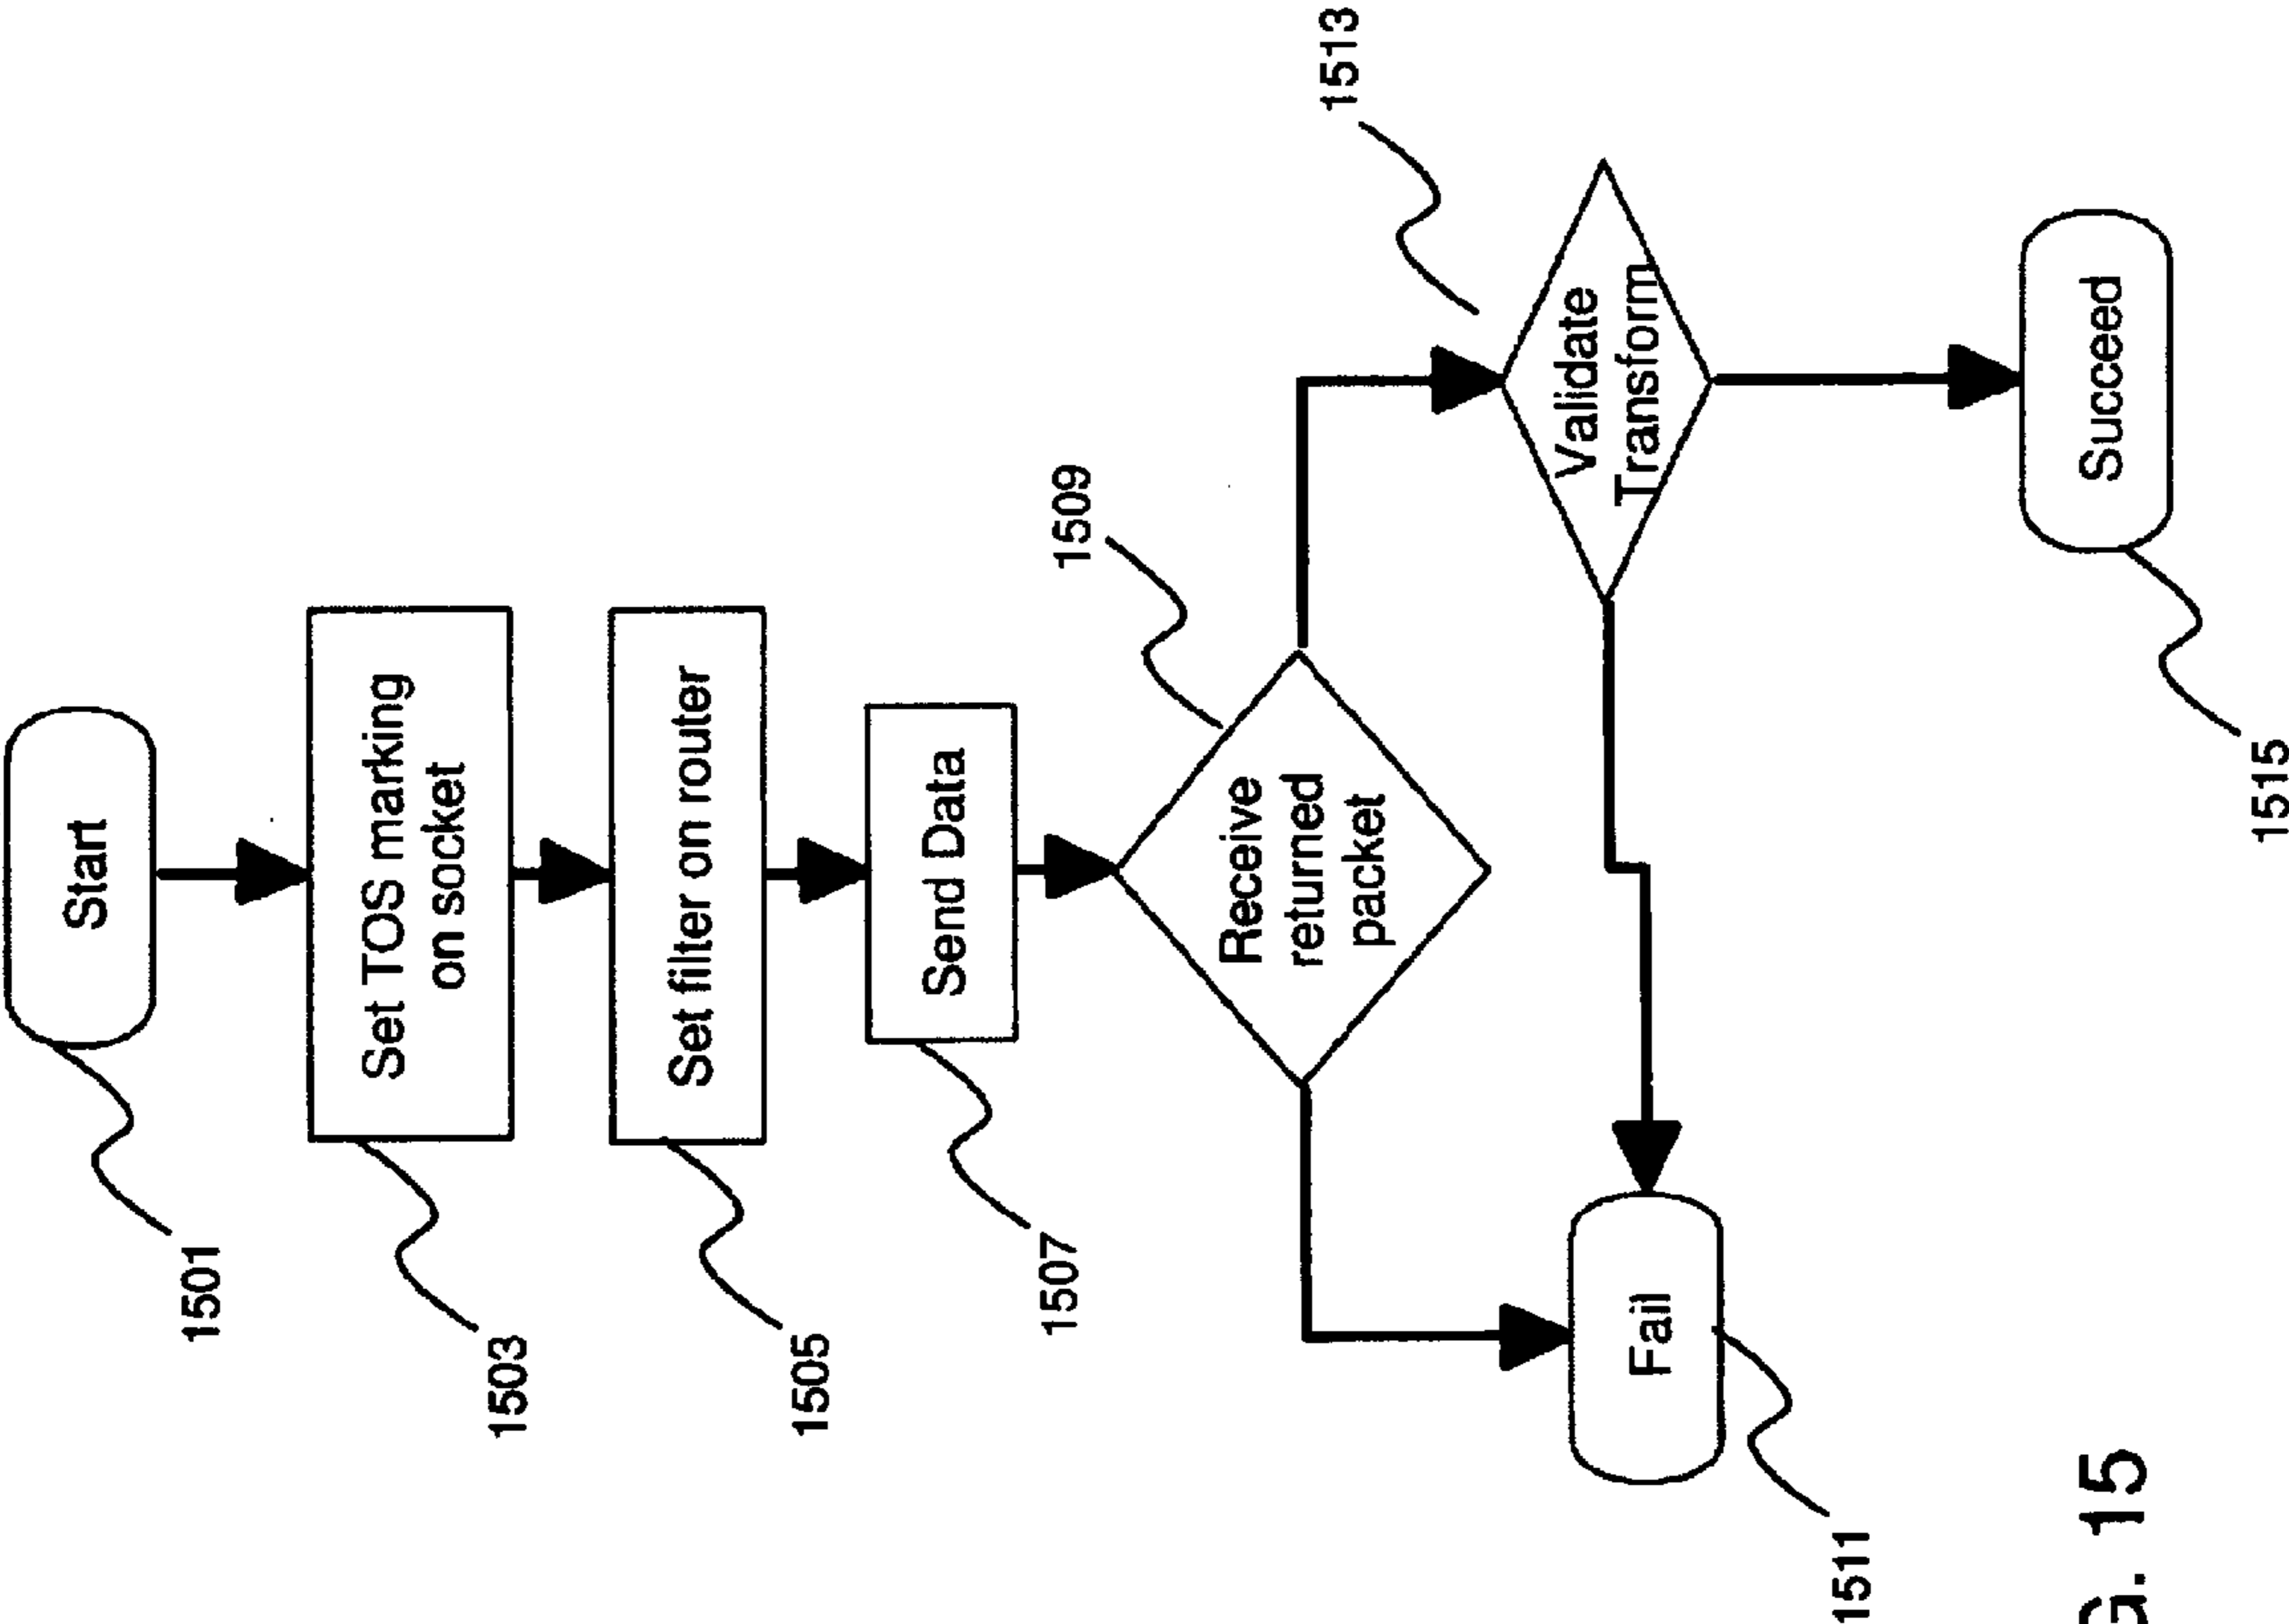 Start
1501
Set TOS marking
on socket
1503
Set filter on router
1505
Send Data
1507
Receive
returned
packet
1509
Validate
Transform
1513
Fail
1511
Succeed
1515
G. 15